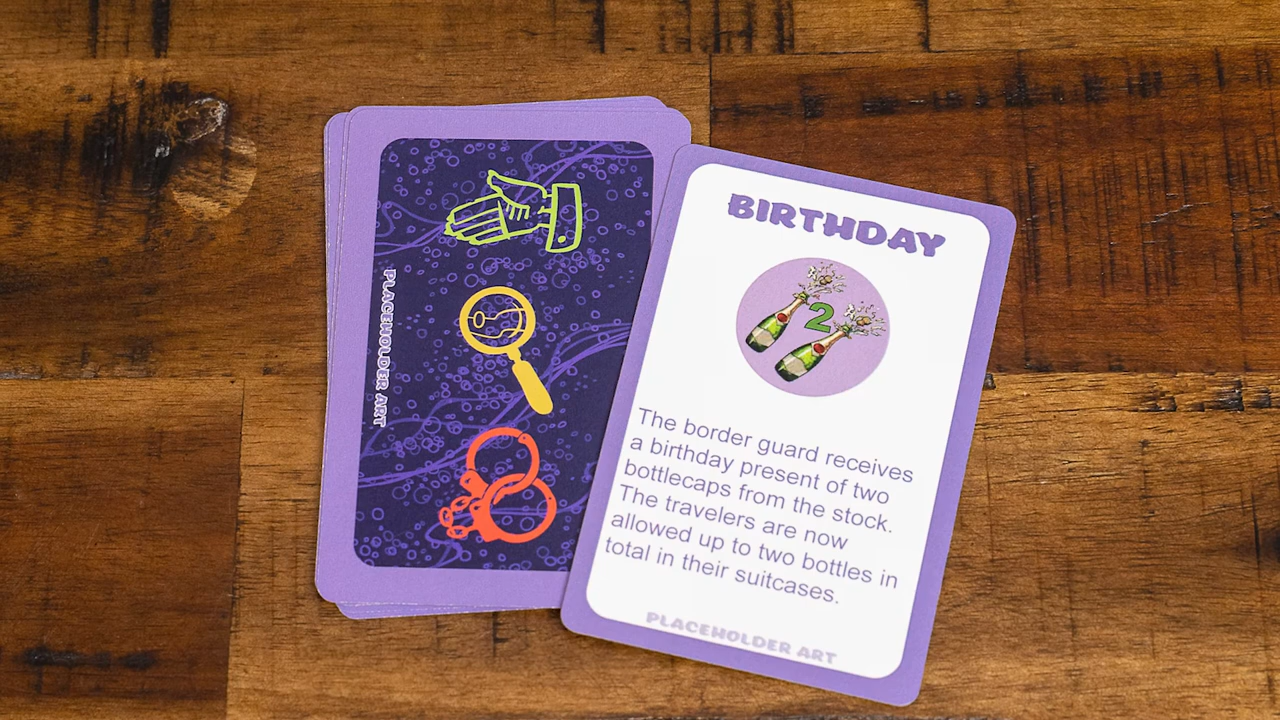 PLACEHOLDER ART
BIRTHDAY
2
The border guard receives
a birthday present of two
bottlecaps from the stock.
The travelers are now
allowed up to two bottles in
total in their suitcases.
PLACEHOLDER ART